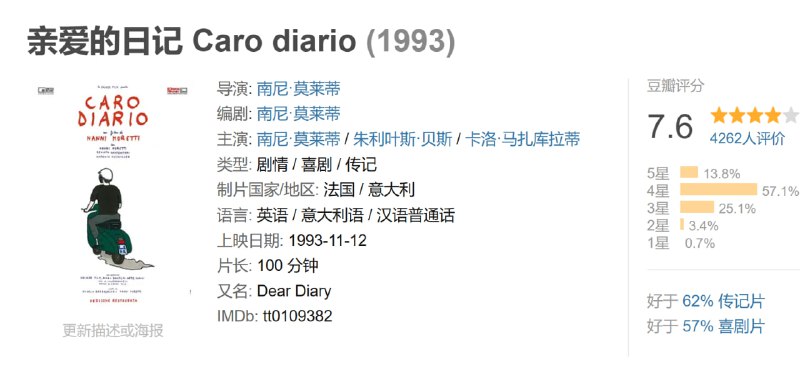 亲爱的日记 Caro diario (1993)
CARO
DIARIO
NANNI MORETTI
更新描述或海报
导演: 南尼·莫莱蒂
编剧: 南尼·莫莱蒂
主演: 南尼·莫莱蒂 / 朱利叶斯·贝斯 / 卡洛·马扎库拉蒂
类型: 剧情 / 喜剧 / 传记
制片国家/地区: 法国 / 意大利
语言: 英语 / 意大利语 / 汉语普通话
上映日期: 1993-11-12
片长: 100 分钟
又名: Dear Diary
IMDb: tt0109382
豆瓣评分
7.6
4262人评价
5星 13.8%
4星 57.1%
3星 25.1%
2星 3.4%
1星 0.7%
好于 62% 传记片
好于 57% 喜剧片